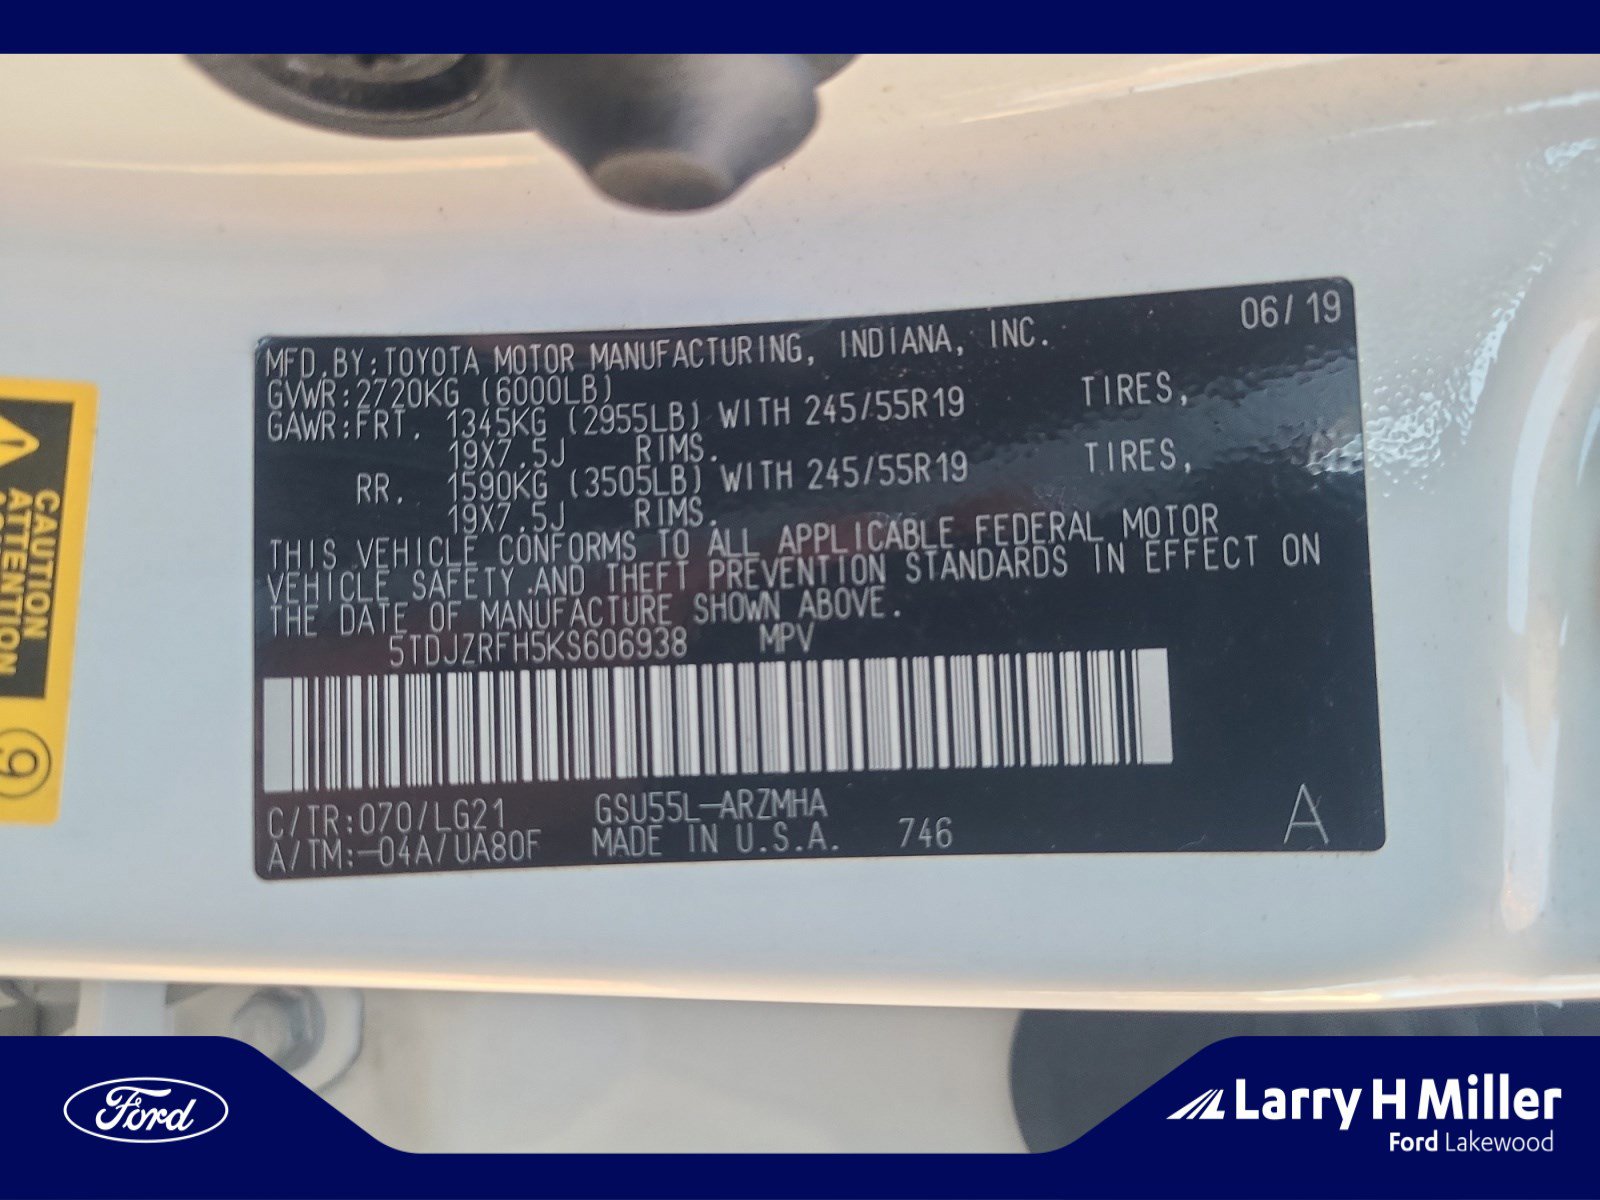 06/19
MFD.BY:TOYOTA MOTOR MANUFACTURING, INDIANA, INC.
GVWR:2720KG (6000LB)
GAWR:FRT. 1345KG (2955LB) WITH 245/55R19 TIRES,
19X7.5J RIMS.
RR. 1590KG (3505LB) WITH 245/55R19 TIRES,
19X7.5J RIMS.
THIS VEHICLE CONFORMS TO ALL APPLICABLE FEDERAL MOTOR
VEHICLE SAFETY AND THEFT PREVENTION STANDARDS IN EFFECT ON
THE DATE OF MANUFACTURE SHOWN ABOVE.
5TDJZRFH5KS606938 MPV
C/TR:070/LG21 GSU55L-ARZMHA
A/TM:-04A/UA80F MADE IN U.S.A. 746 A
CAUTION
ATTENTION
9
Ford
Larry H Miller
Ford Lakewood